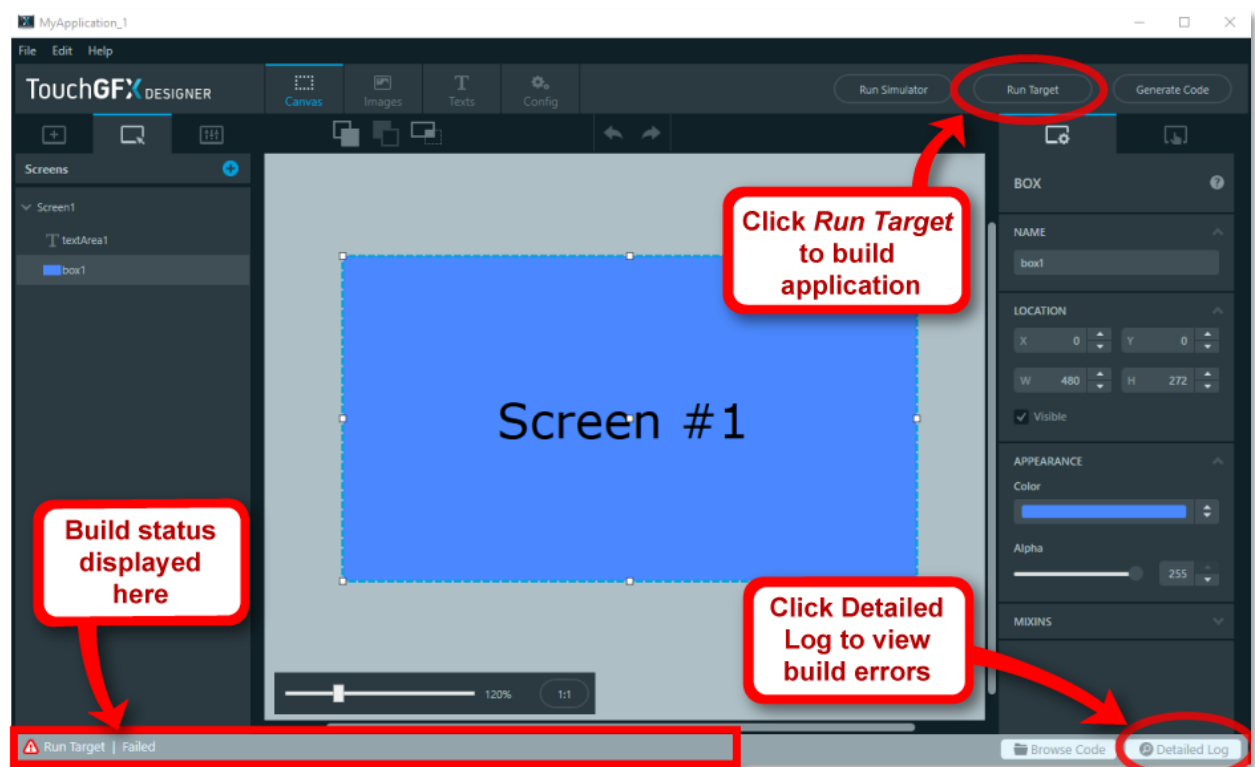 MyApplication_1
File Edit Help
TouchGFX DESIGNER
Canvas
Images
Texts
Config
Run Simulator
Run Target
Generate Code
Screens
Screen1
textArea1
box1
Click Run Target
to build
application
Screen #1
Build status
displayed
here
Click Detailed
Log to view
build errors
120%
1:1
BOX
NAME
box1
LOCATION
X 0 Y 0
W 480 H 272
Visible
APPEARANCE
Color
Alpha
255
MIXINS
Run Target | Failed
Browse Code
Detailed Log